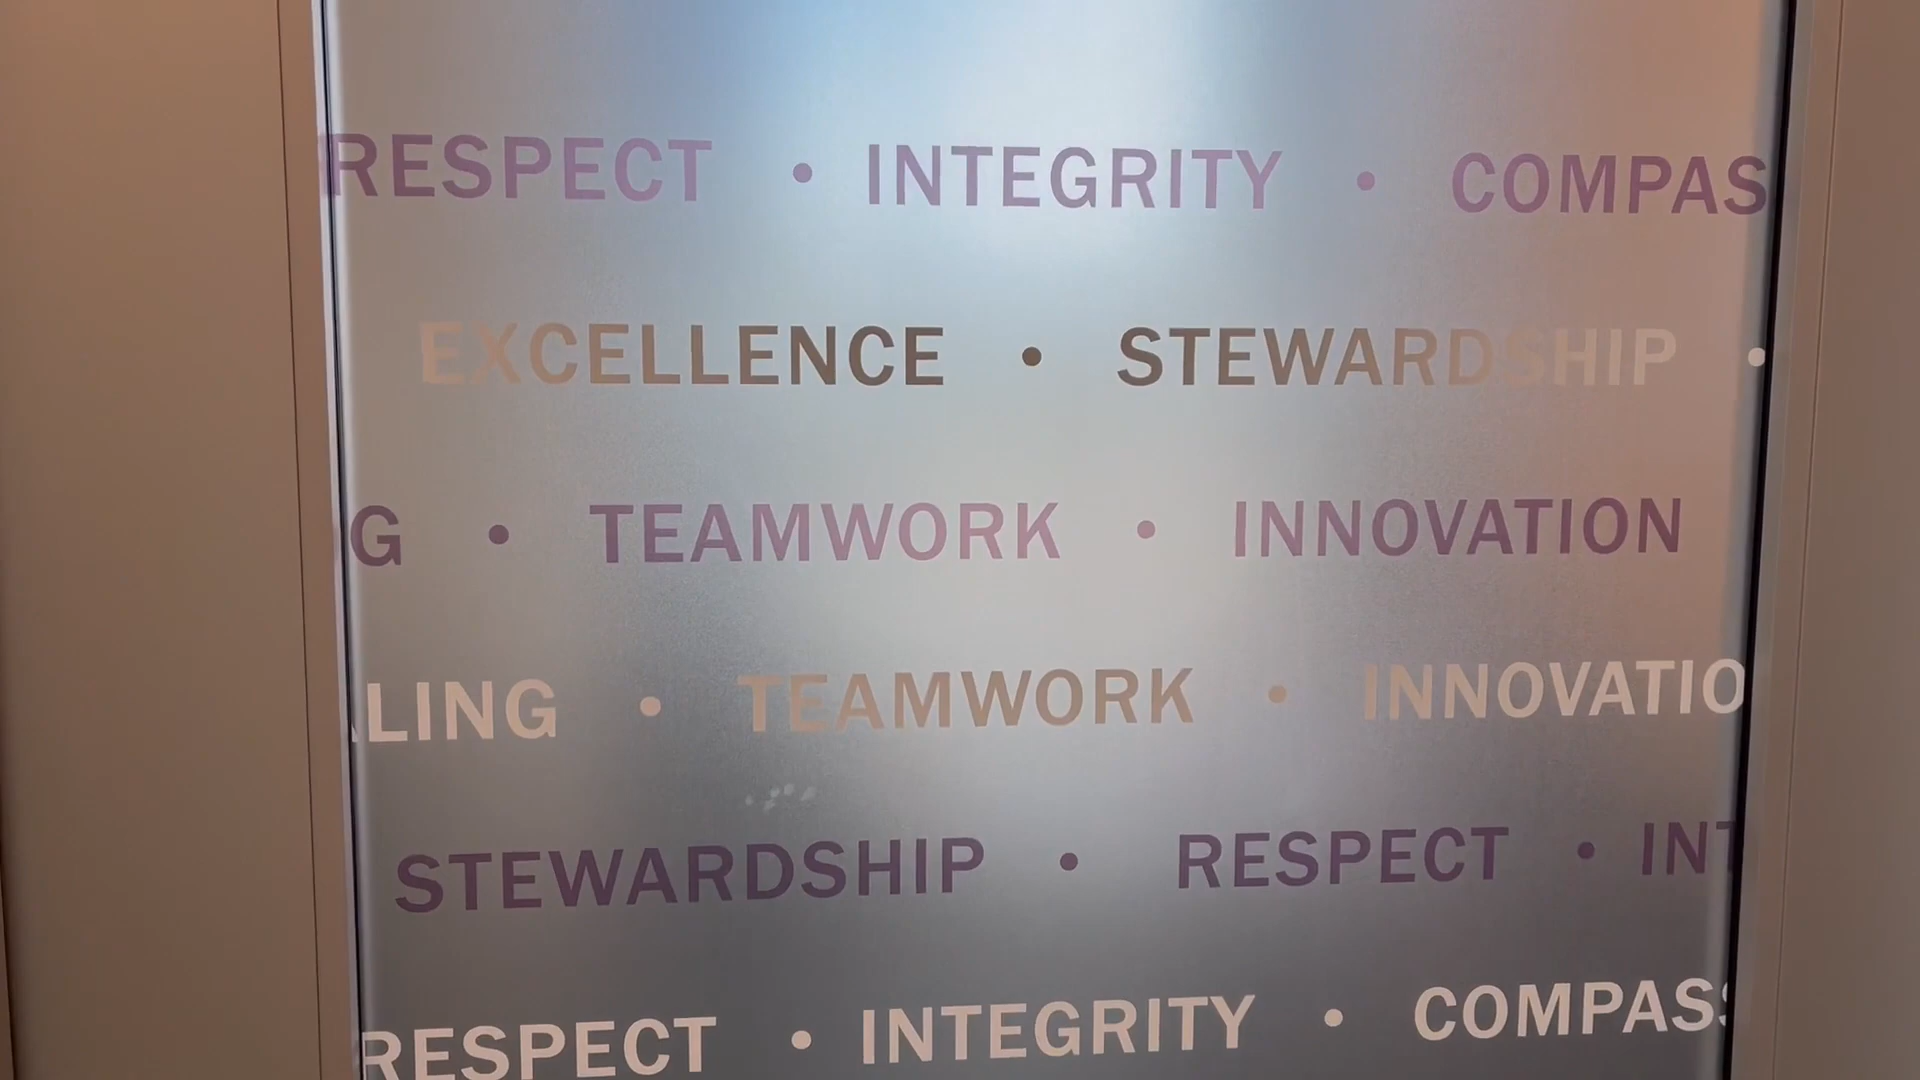 RESPECT • INTEGRITY • COMPAS
EXCELLENCE • STEWARDSHIP •
G • TEAMWORK • INNOVATION
LING • TEAMWORK • INNOVATIO
STEWARDSHIP • RESPECT • INT
RESPECT • INTEGRITY • COMPASS